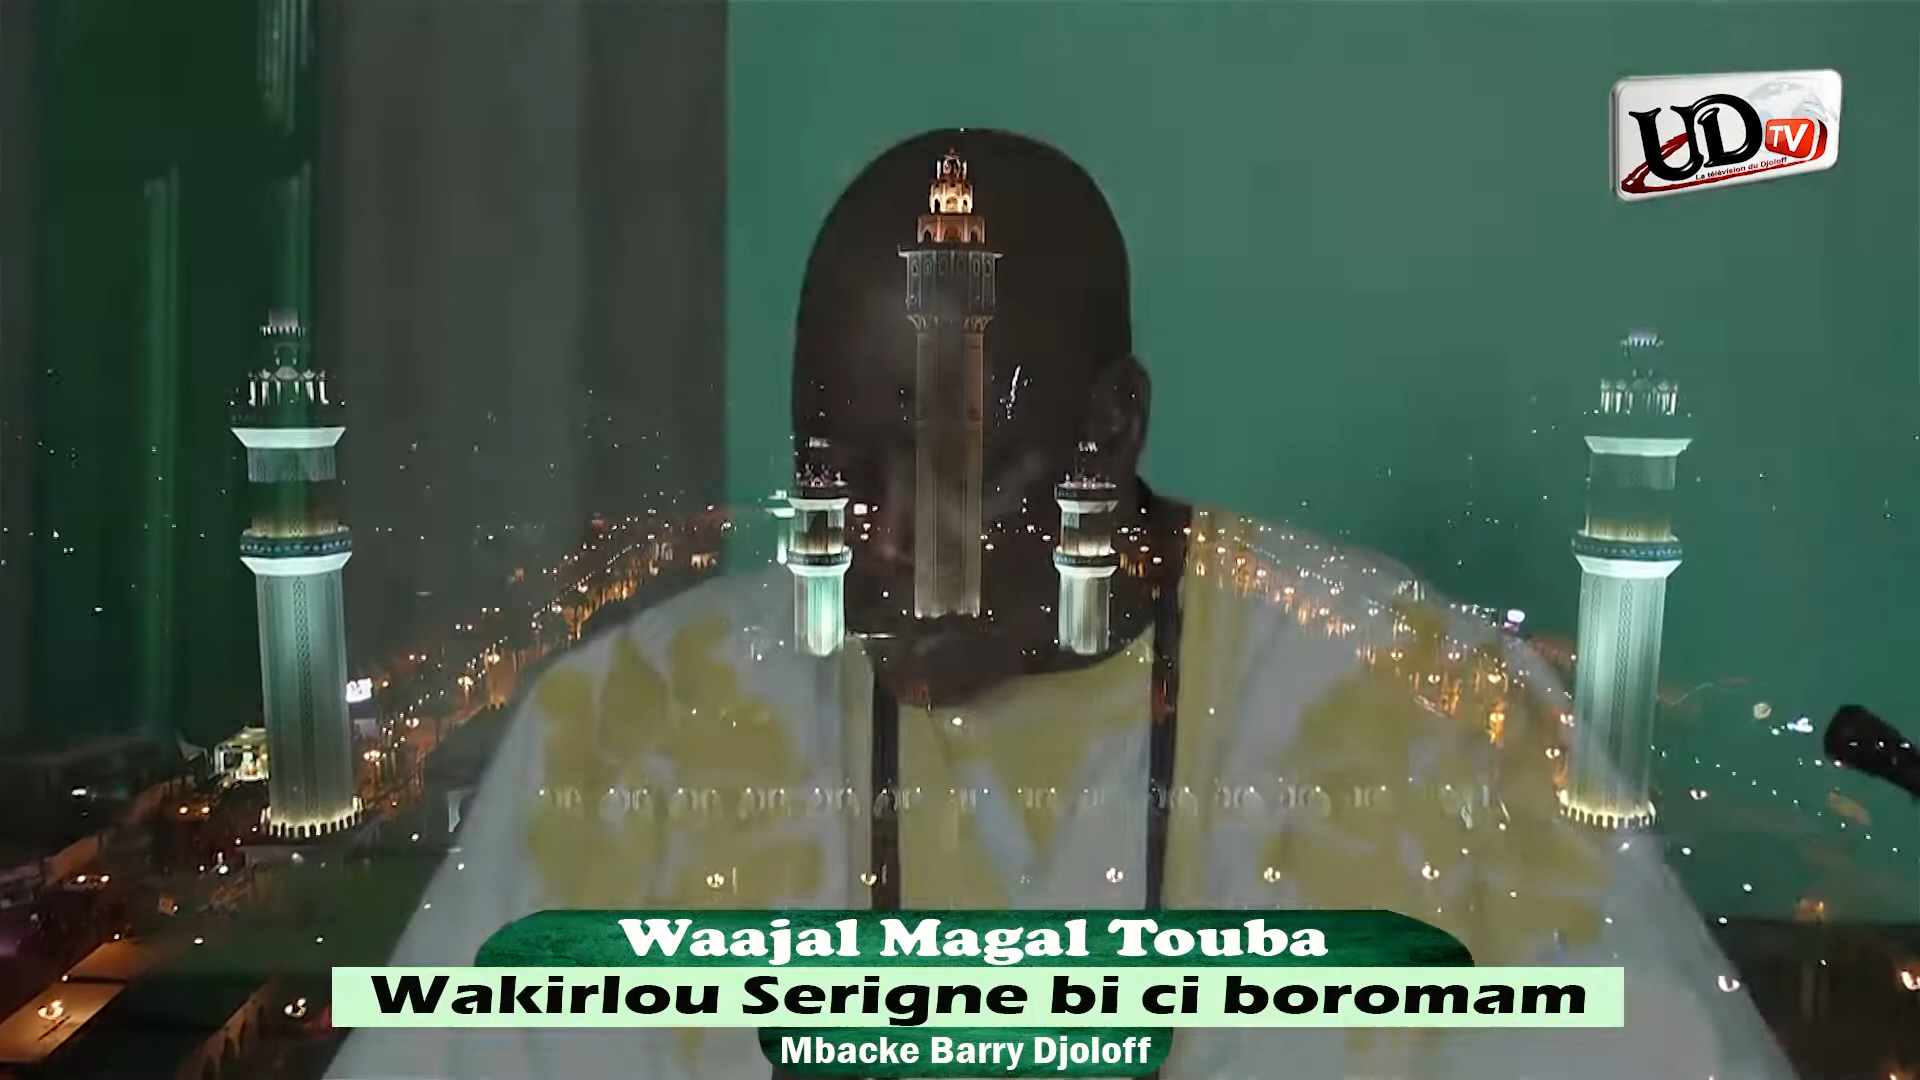 UD TV
La télévision du Djoloff
Waajal Magal Touba
Wakirlou Serigne bi ci boromam
Mbacke Barry Djoloff